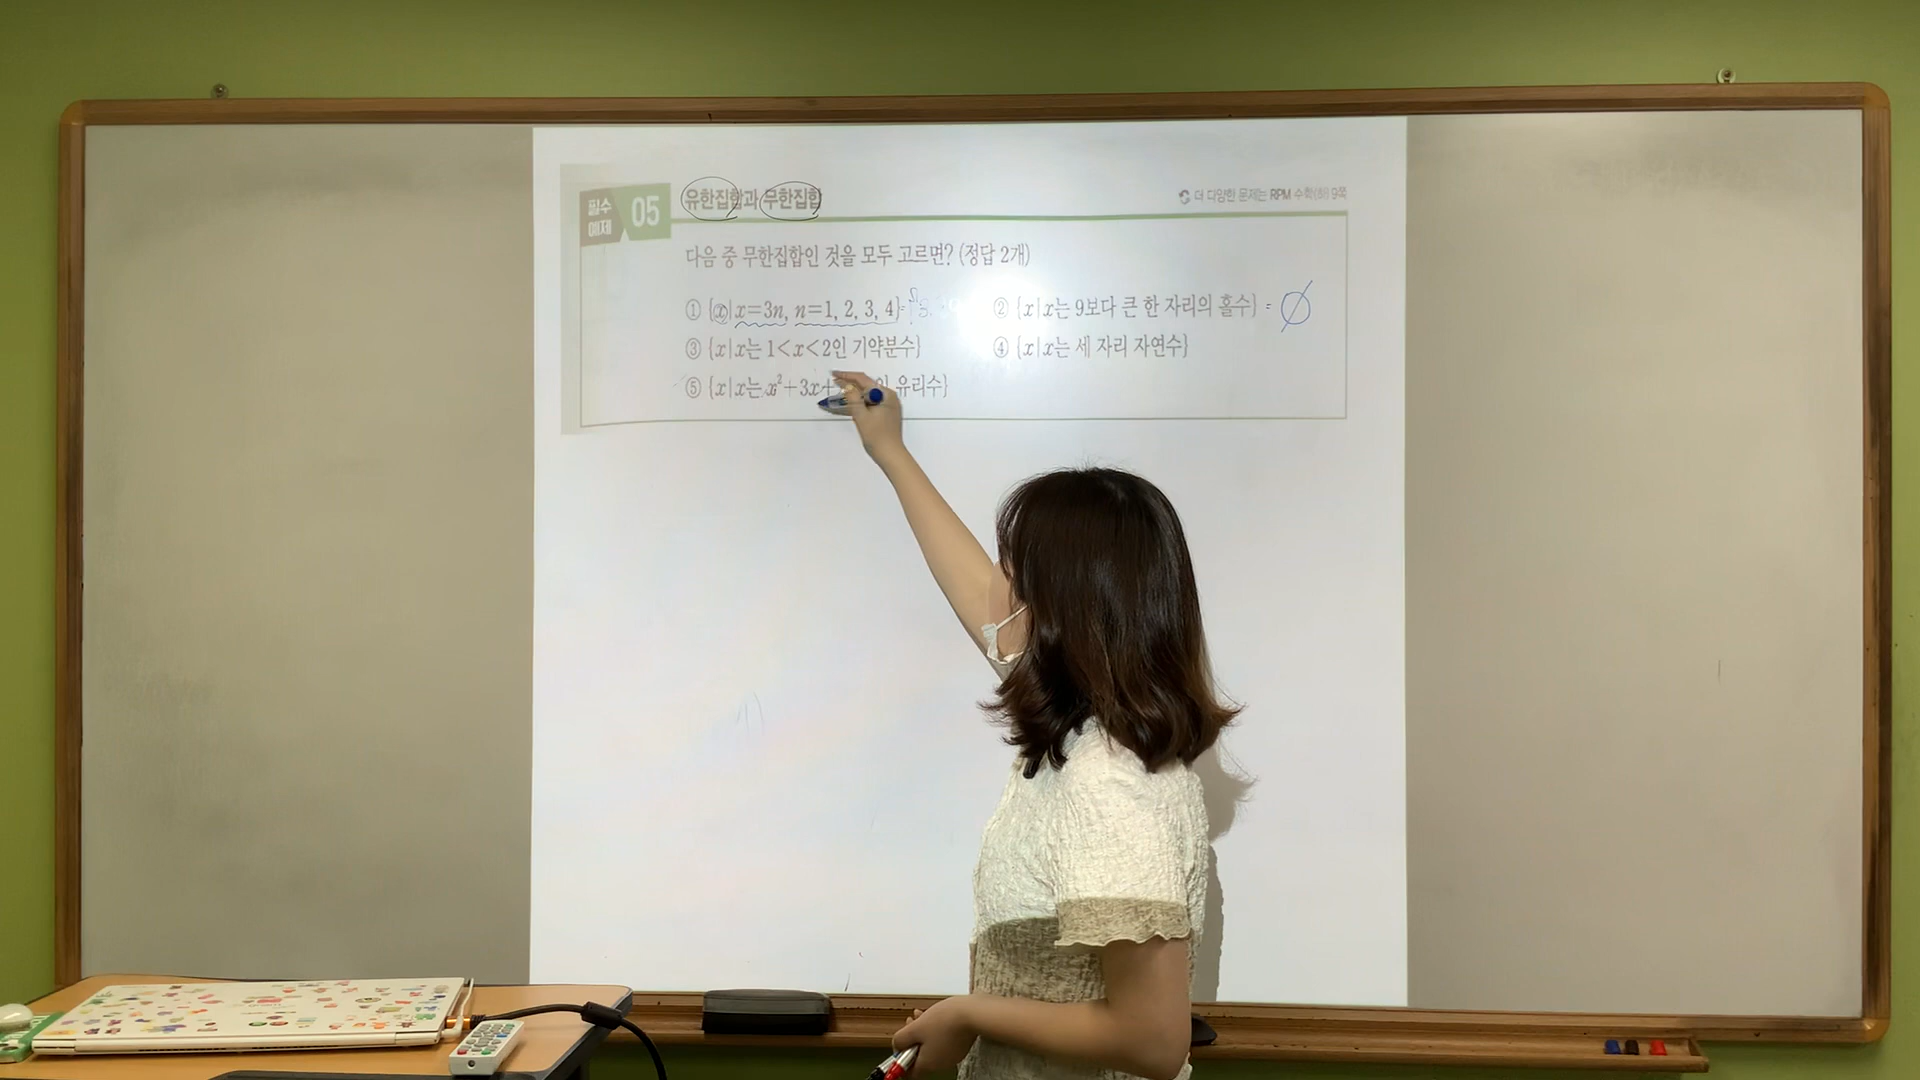 필수 예제 05 유한집합과 무한집합
더 다양한 문제는 RPM 수학(하) 9쪽
다음 중 무한집합인 것을 모두 고르면? (정답 2개)
① {x|x=3n, n=1, 2, 3, 4} = { 3,
② {x|x는 9보다 큰 한 자리의 홀수} = ∅
③ {x|x는 1<x<2인 기약분수}
④ {x|x는 세 자리 자연수}
⑤ {x|x는 x²+3x+ 인 유리수}